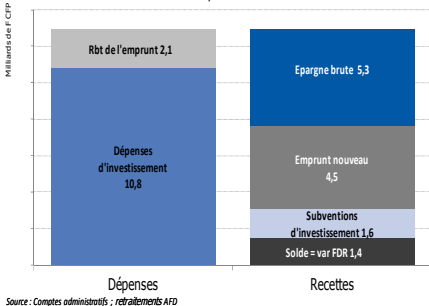 Milliards de F CFP
Rbt de l'emprunt 2,1
Dépenses
d'investissement
10,8
Epargne brute 5,3
Emprunt nouveau
4,5
Subventions
d'investissement 1,6
Solde = var FDR 1,4
Dépenses
Recettes
Source : Comptes administratifs ; retraitements AFD